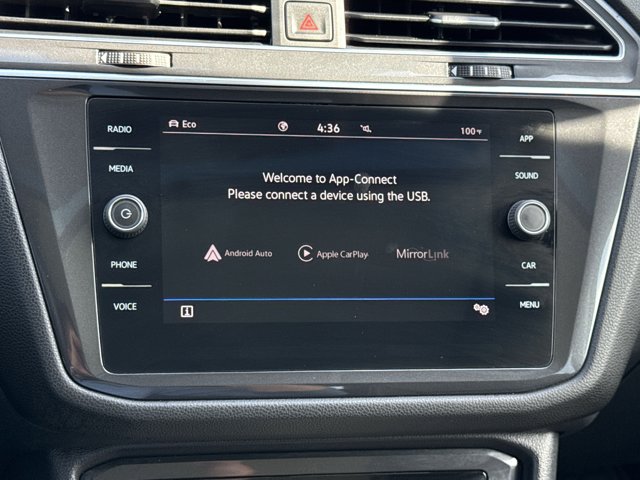 RADIO
MEDIA
PHONE
VOICE
Eco
4:36
100°F
Welcome to App-Connect
Please connect a device using the USB.
Android Auto
Apple CarPlay
MirrorLink
APP
SOUND
CAR
MENU